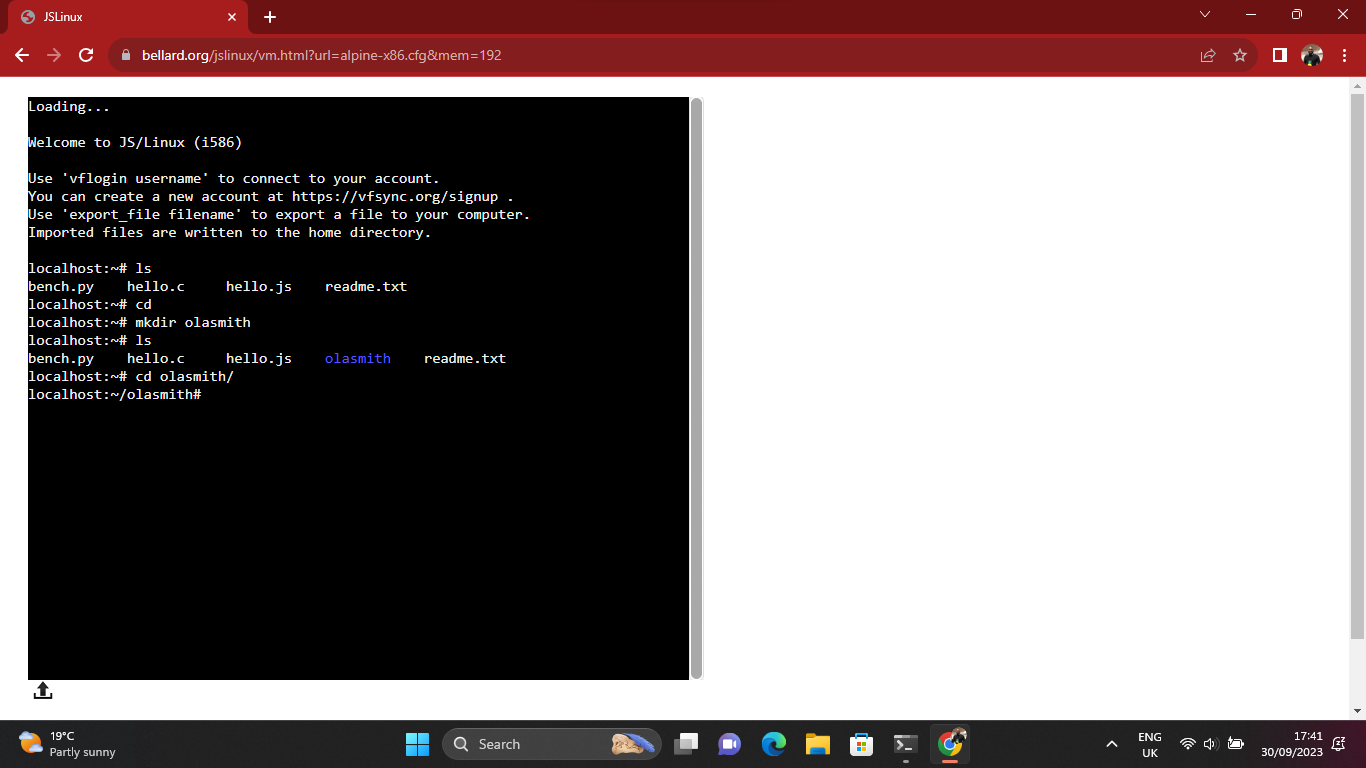 JSLinux
bellard.org/jslinux/vm.html?url=alpine-x86.cfg&mem=192
Loading...
Welcome to JS/Linux (i586)
Use 'vflogin username' to connect to your account.
You can create a new account at https://vfsync.org/signup .
Use 'export_file filename' to export a file to your computer.
Imported files are written to the home directory.
localhost:~# ls
bench.py    hello.c     hello.js    readme.txt
localhost:~# cd
localhost:~# mkdir olasmith
localhost:~# ls
bench.py    hello.c     hello.js    olasmith    readme.txt
localhost:~# cd olasmith/
localhost:~/olasmith#
19°C
Partly sunny
Search
ENG
UK
17:41
30/09/2023